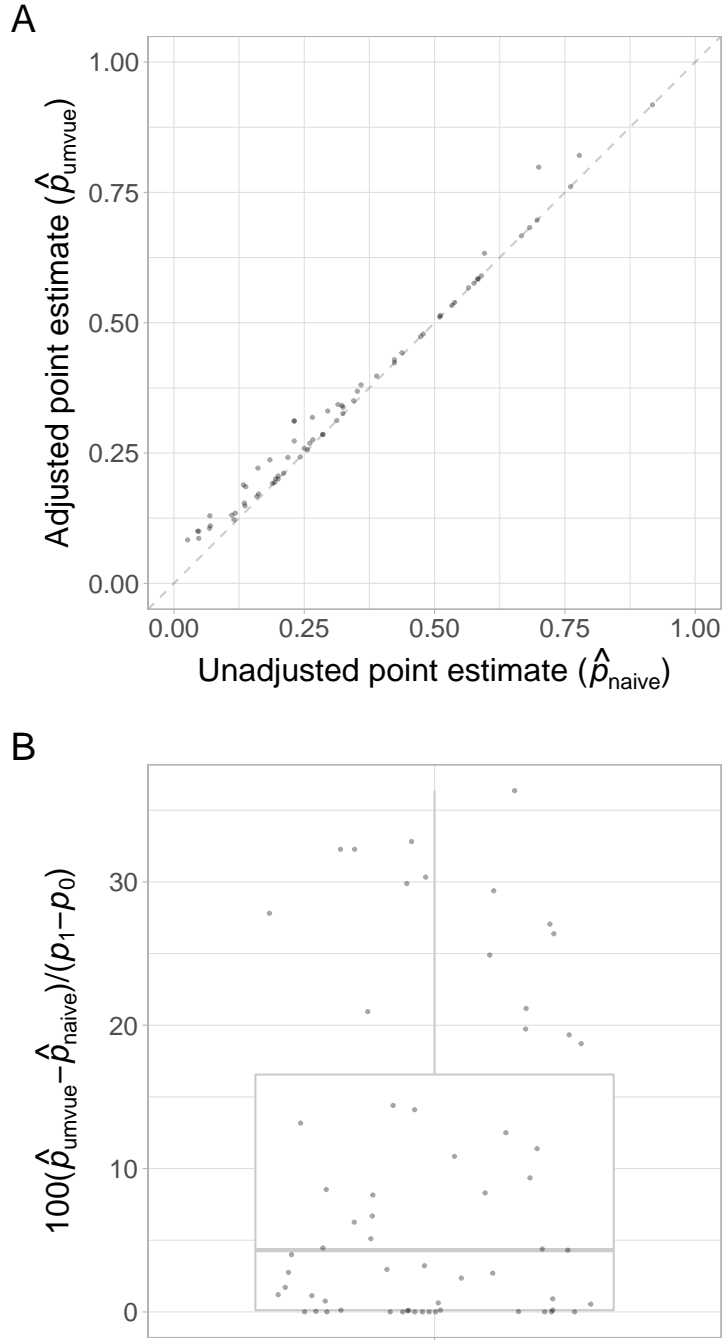 A
Adjusted point estimate (p̂umvue)
1.00
0.75
0.50
0.25
0.00
0.00 0.25 0.50 0.75 1.00
Unadjusted point estimate (p̂naive)
B
100(p̂umvue−p̂naive)/(p1−p0)
30
20
10
0